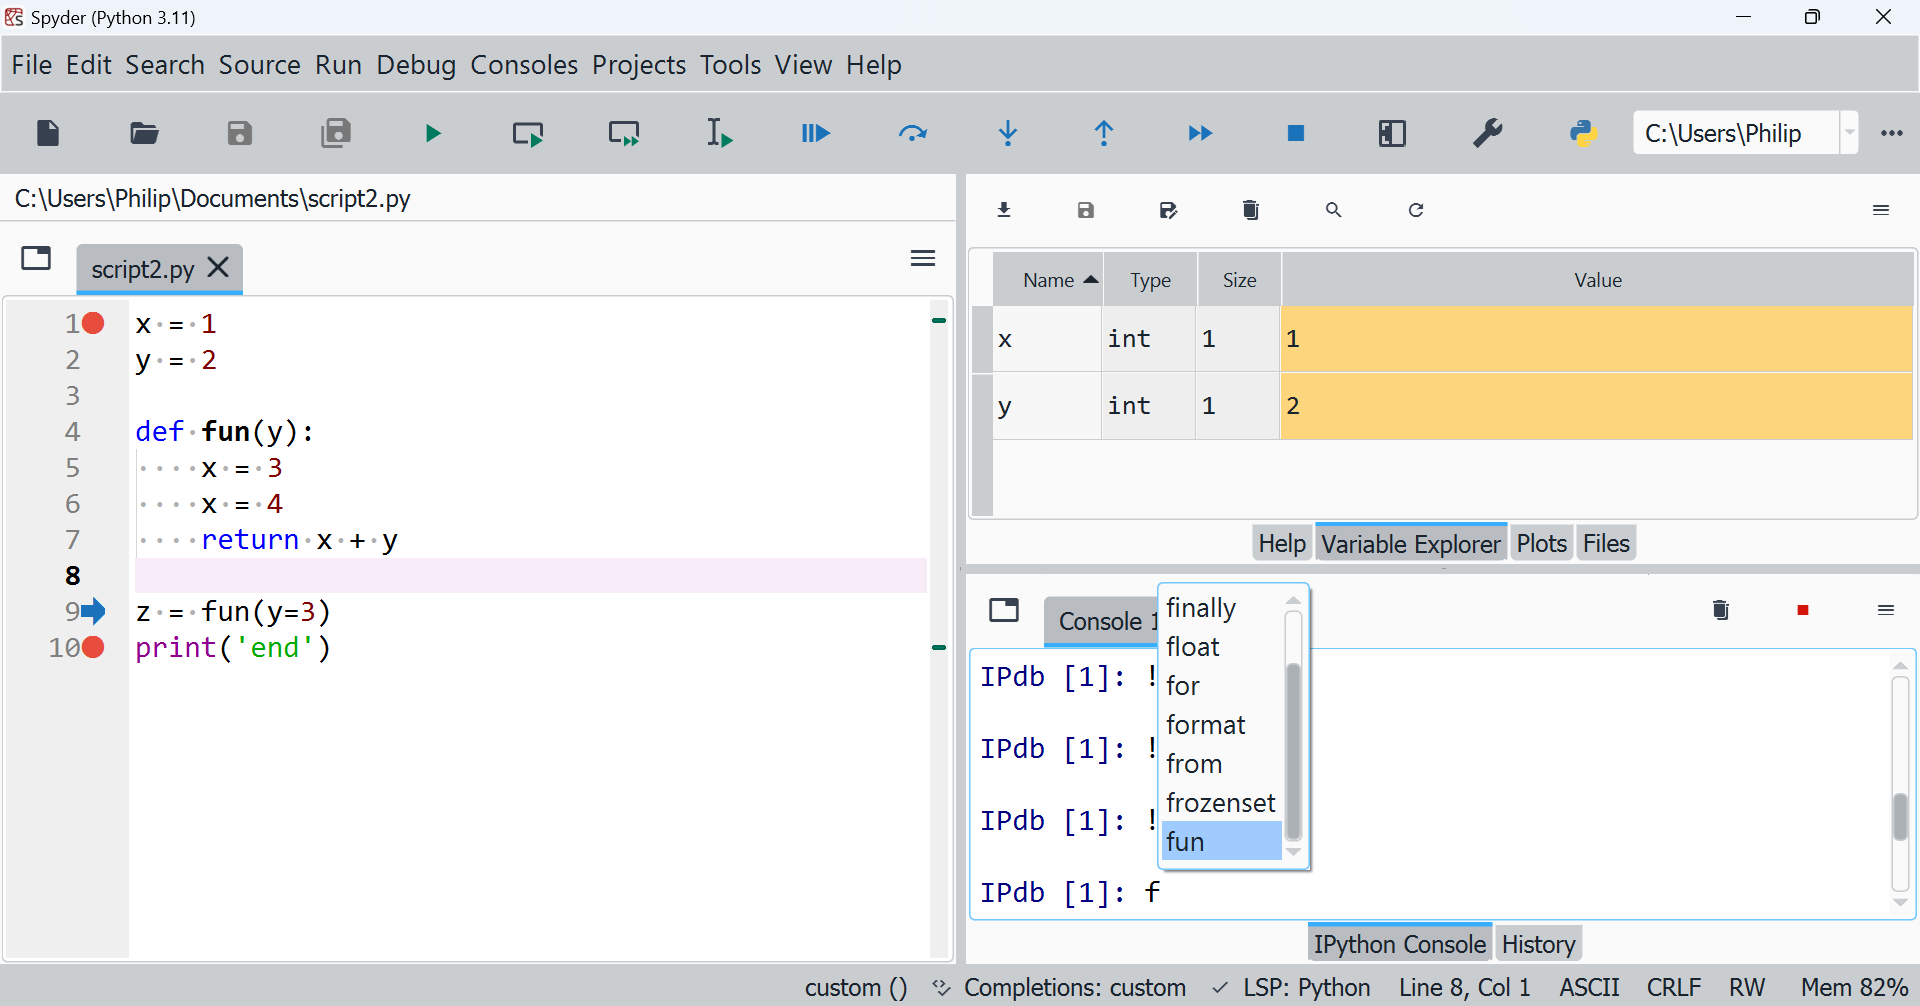 Spyder (Python 3.11)
File Edit Search Source Run Debug Consoles Projects Tools View Help
C:\Users\Philip
C:\Users\Philip\Documents\script2.py
script2.py
1 x = 1
2 y = 2
3
4 def fun(y):
5 x = 3
6 x = 4
7 return x + y
8
9 z = fun(y=3)
10 print('end')
Name Type Size Value
x int 1 1
y int 1 2
Help Variable Explorer Plots Files
Console 1
finally
float
for
format
from
frozenset
fun
IPdb [1]: !
IPdb [1]: !
IPdb [1]: !
IPdb [1]: f
IPython Console History
custom () Completions: custom LSP: Python Line 8, Col 1 ASCII CRLF RW Mem 82%